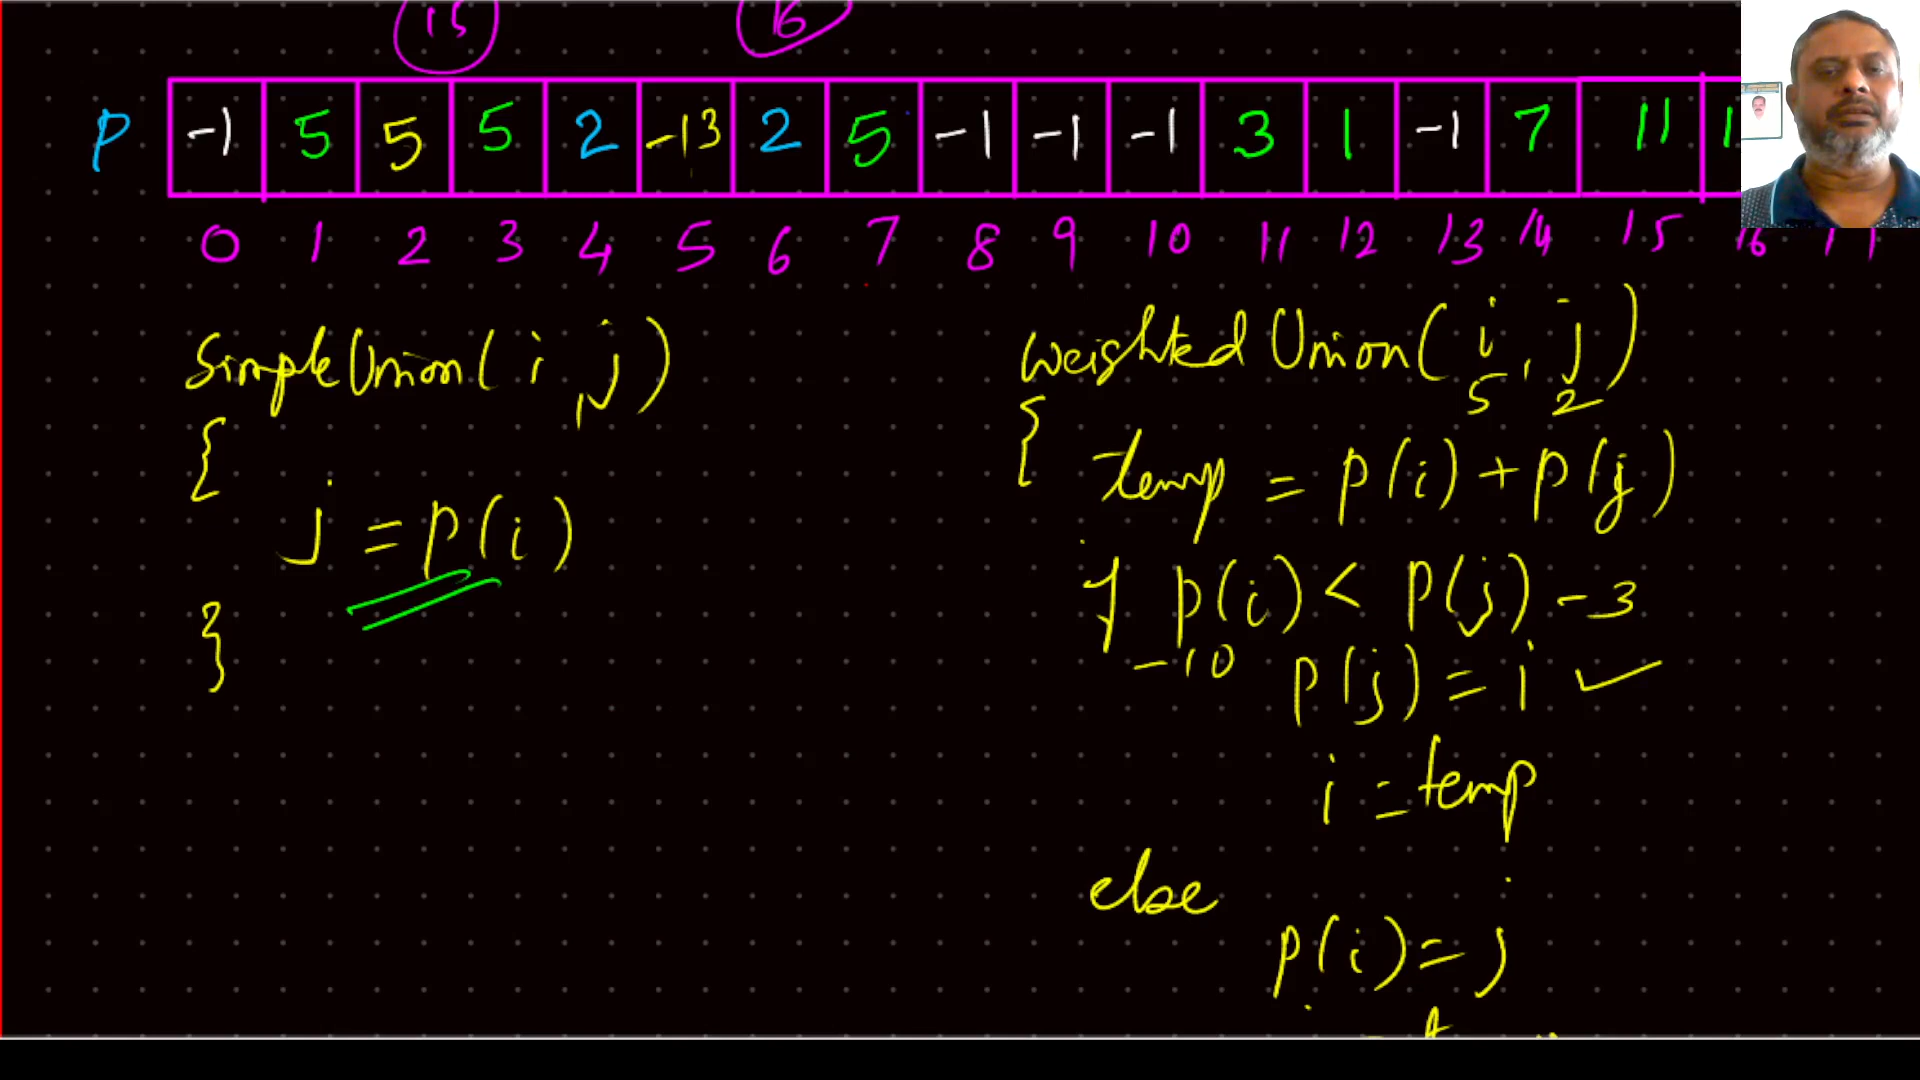 15 16
P -1 5 5 5 2 -13 2 5 -1 -1 -1 3 1 -1 7 11
0 1 2 3 4 5 6 7 8 9 10 11 12 13 14 15 16
SimpleUnion(i, j)
{
j = p(i)
}
Weighted Union(i, j)
5 2
{ temp = p(i) + p(j)
if p(i) < p(j) -3
-10 p(j) = i ✓
i = temp
else
p(i) = j